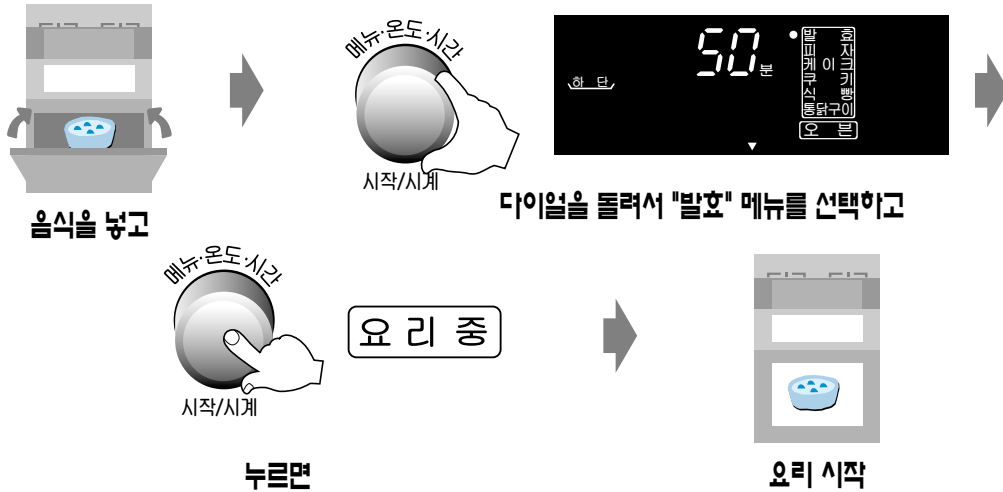 음식을 넣고
메뉴·온도·시간
시작/시계
하 단
50분
발 효
피 자
케 이 크
쿠 키
식 빵
통닭구이
오 븐
다이얼을 돌려서 "발효" 메뉴를 선택하고
메뉴·온도·시간
시작/시계
요 리 중
누르면
요리 시작